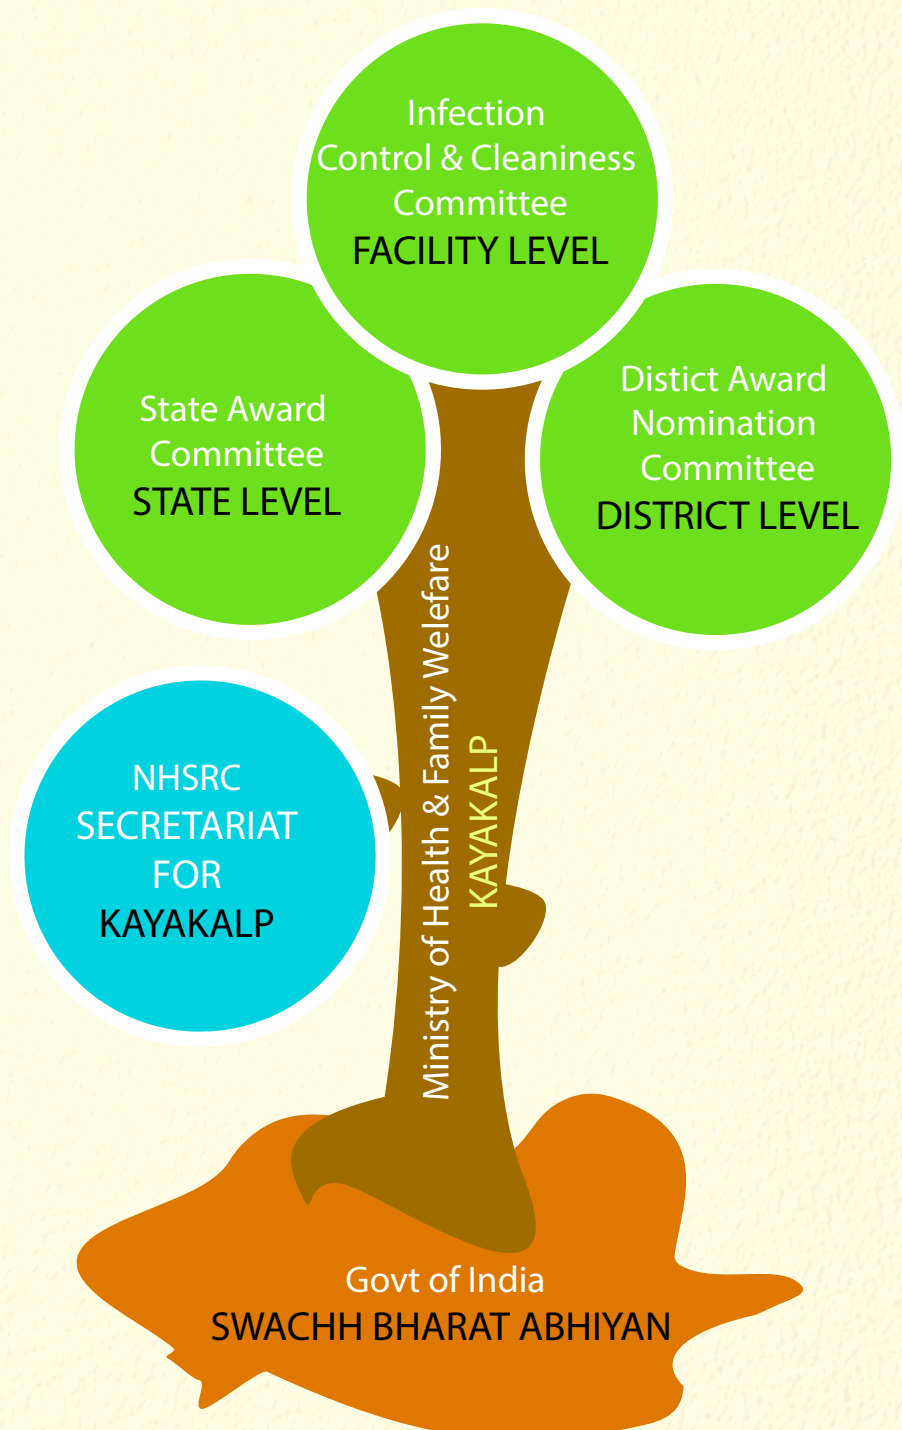 Infection
Control & Cleaniness
Committee
FACILITY LEVEL
State Award
Committee
STATE LEVEL
Distict Award
Nomination
Committee
DISTRICT LEVEL
NHSRC
SECRETARIAT
FOR
KAYAKALP
Ministry of Health & Family Welefare
KAYAKALP
Govt of India
SWACHH BHARAT ABHIYAN